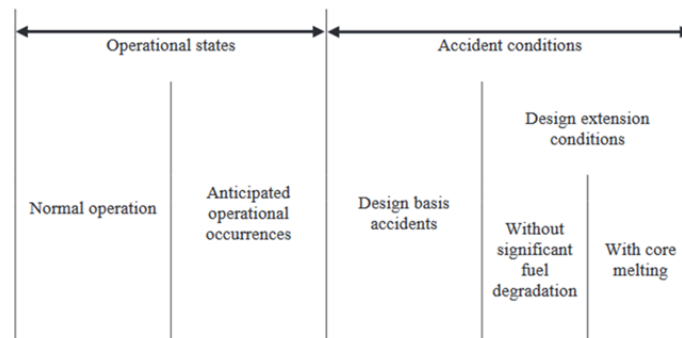 Operational states
Accident conditions
Design extension
conditions
Normal operation
Anticipated
operational
occurrences
Design basis
accidents
Without
significant
fuel
degradation
With core
melting